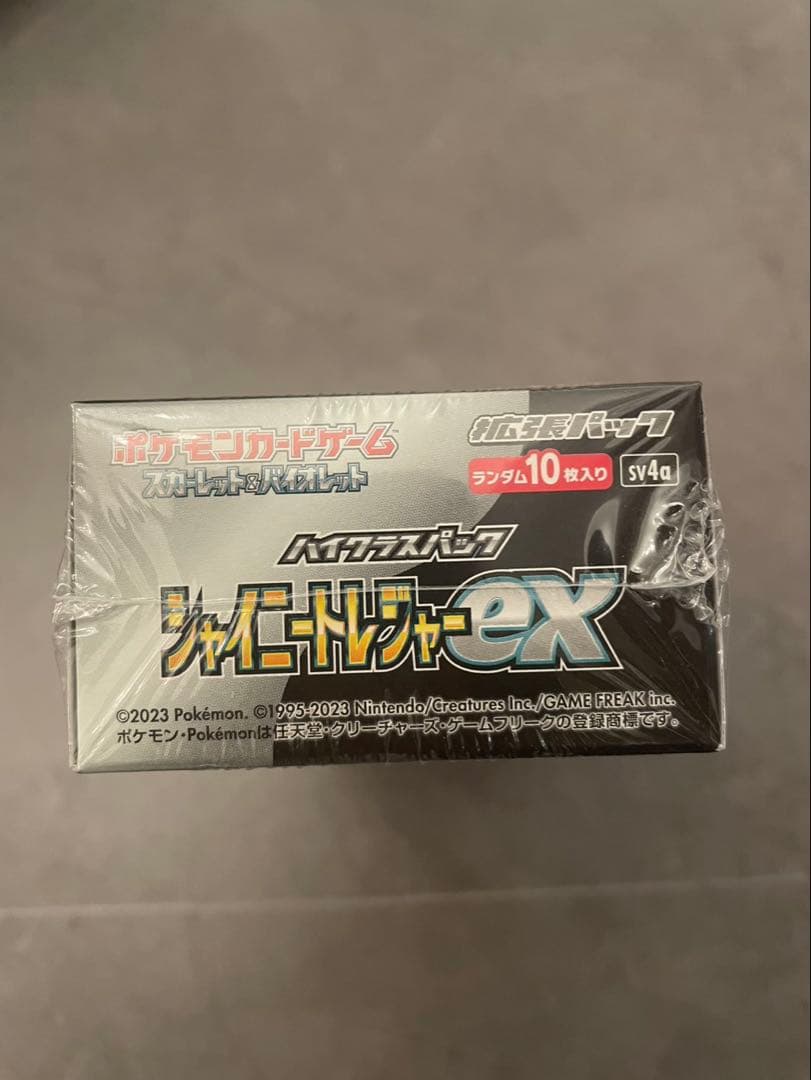 ポケモンカードゲーム™
スカーレット&バイオレット
拡張パック
ランダム10枚入り sv4a
ハイクラスパック
シャイニートレジャーex
©2023 Pokémon. ©1995-2023 Nintendo/Creatures Inc./GAME FREAK inc.
ポケモン・Pokémonは任天堂・クリーチャーズ・ゲームフリークの登録商標です。